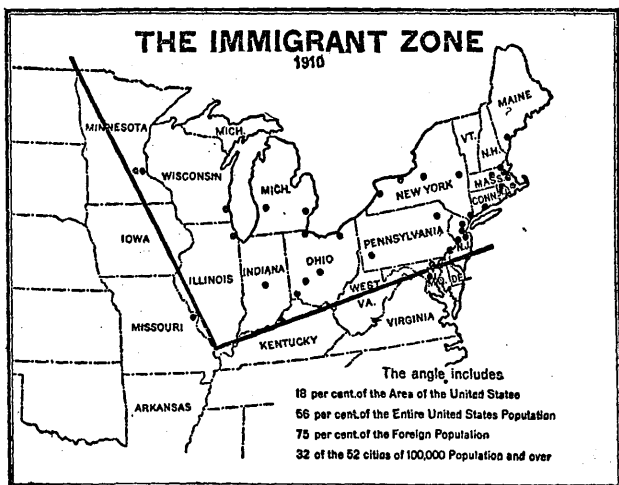 THE IMMIGRANT ZONE
1910
MAINE
MINNESOTA
VT.
MICH.
N.H.
WISCONSIN
MASS.
MICH.
NEW YORK
CONN.
IOWA
PENNSYLVANIA
OHIO
N.J.
ILLINOIS
INDIANA
WEST
VA.
MD.
DE
MISSOURI
VIRGINIA
KENTUCKY
ARKANSAS
The angle includes
18 per cent.of the Area of the United States
56 per cent.of the Entire United States Population
75 per cent.of the Foreign Population
32 of the 52 cities of 100,000 Population and over